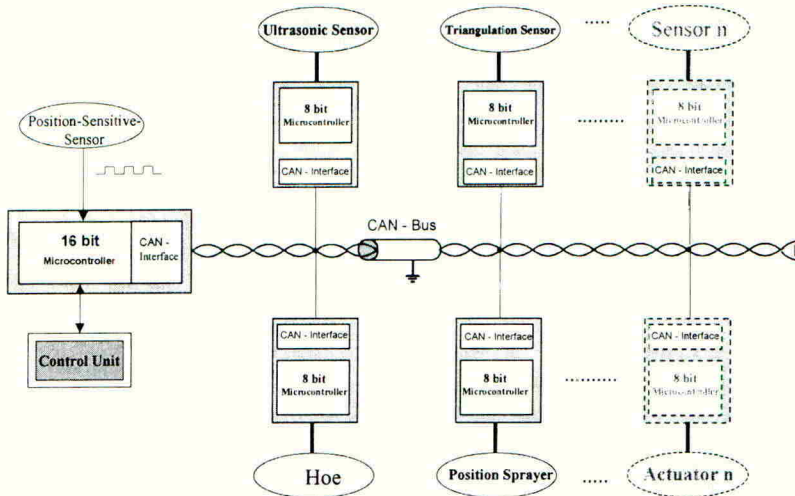 Ultrasonic Sensor
Triangulation Sensor
.....
Sensor n
8 bit
Microcontroller
CAN - Interface
8 bit
Microcontroller
CAN - Interface
........
8 bit
Microcontroller
CAN - Interface
Position-Sensitive-
Sensor
16 bit
Microcontroller
CAN -
Interface
CAN - Bus
Control Unit
CAN - Interface
8 bit
Microcontroller
CAN - Interface
8 bit
Microcontroller
........
CAN - Interface
8 bit
Microcontroller
Hoe
Position Sprayer
.....
Actuator n